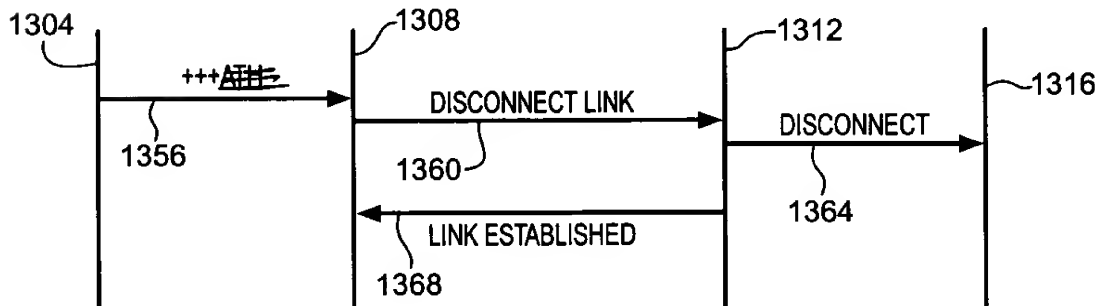 1304
1308
1312
1316
+++ATH
DISCONNECT LINK
DISCONNECT
1356
1360
1364
LINK ESTABLISHED
1368